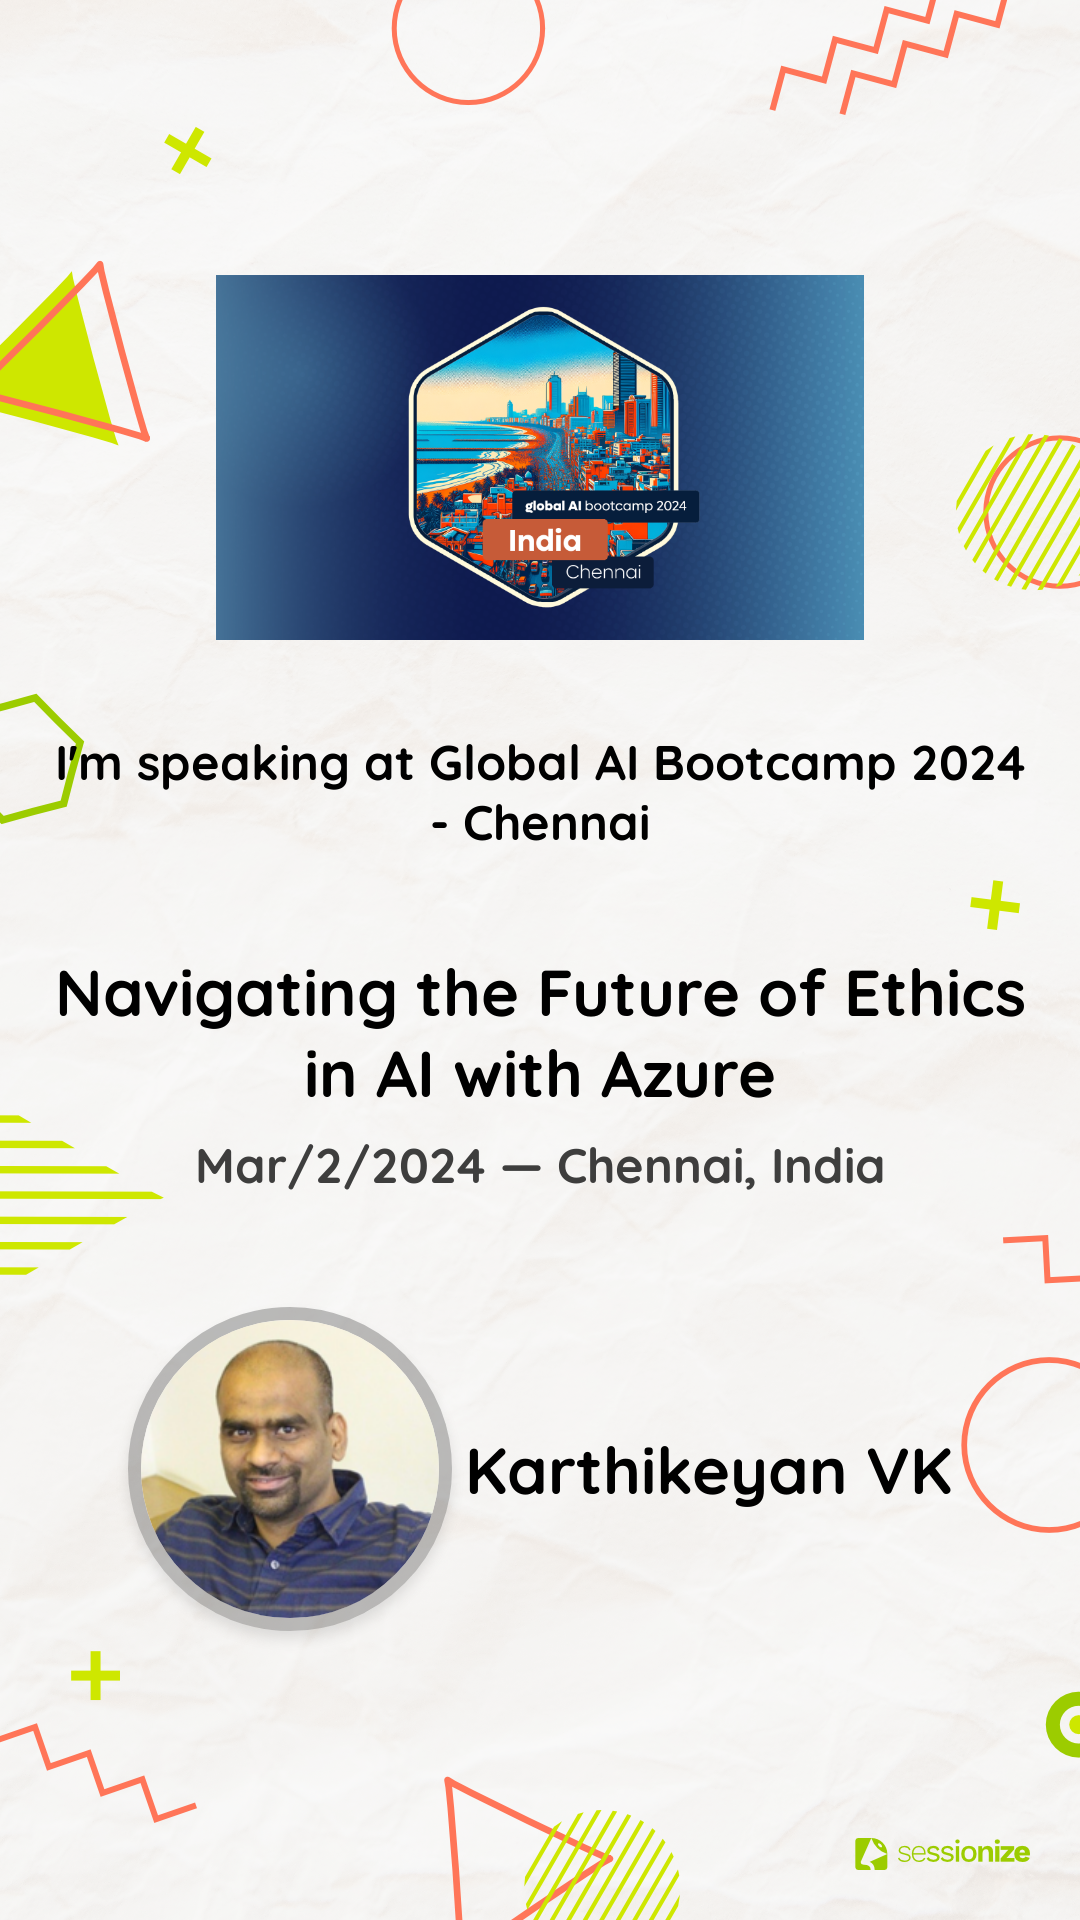 global AI bootcamp 2024
India
Chennai
I'm speaking at Global AI Bootcamp 2024
- Chennai
Navigating the Future of Ethics
in AI with Azure
Mar/2/2024 — Chennai, India
Karthikeyan VK
sessionize